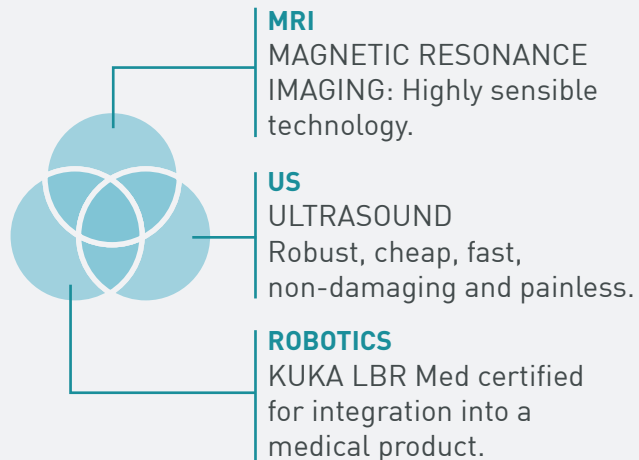 MRI
MAGNETIC RESONANCE
IMAGING: Highly sensible
technology.
US
ULTRASOUND
Robust, cheap, fast,
non-damaging and painless.
ROBOTICS
KUKA LBR Med certified
for integration into a
medical product.